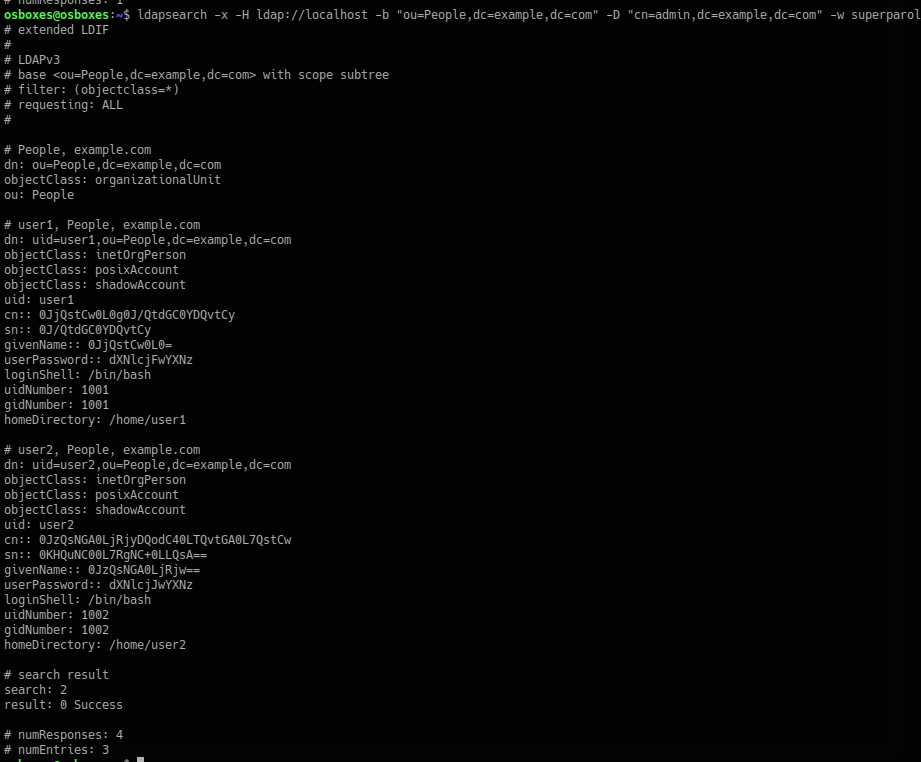 # numResponses: 1
osboxes@osboxes:~$ ldapsearch -x -H ldap://localhost -b "ou=People,dc=example,dc=com" -D "cn=admin,dc=example,dc=com" -w superparol
# extended LDIF
#
# LDAPv3
# base <ou=People,dc=example,dc=com> with scope subtree
# filter: (objectclass=*)
# requesting: ALL
#
# People, example.com
dn: ou=People,dc=example,dc=com
objectClass: organizationalUnit
ou: People
# user1, People, example.com
dn: uid=user1,ou=People,dc=example,dc=com
objectClass: inetOrgPerson
objectClass: posixAccount
objectClass: shadowAccount
uid: user1
cn:: 0JjQstCw0L0g0J/QtdGC0YDQvtCy
sn:: 0J/QtdGC0YDQvtCy
givenName:: 0JjQstCw0L0=
userPassword:: dXNlcjFwYXNz
loginShell: /bin/bash
uidNumber: 1001
gidNumber: 1001
homeDirectory: /home/user1
# user2, People, example.com
dn: uid=user2,ou=People,dc=example,dc=com
objectClass: inetOrgPerson
objectClass: posixAccount
objectClass: shadowAccount
uid: user2
cn:: 0JzQsNGA0LjRjyDQodC40LTQvtGA0L7QstCw
sn:: 0KHQuNC00L7RgNC+0LLQsA==
givenName:: 0JzQsNGA0LjRjw==
userPassword:: dXNlcjJwYXNz
loginShell: /bin/bash
uidNumber: 1002
gidNumber: 1002
homeDirectory: /home/user2
# search result
search: 2
result: 0 Success
# numResponses: 4
# numEntries: 3